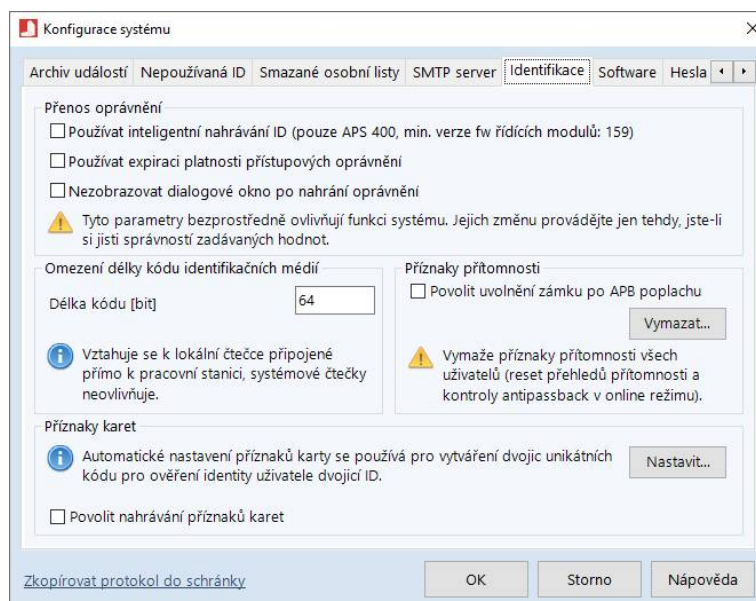 Konfigurace systému
Archiv událostí Nepoužívaná ID Smazané osobní listy SMTP server Identifikace Software Hesla
Přenos oprávnění
Používat inteligentní nahrávání ID (pouze APS 400, min. verze fw řídících modulů: 159)
Používat expiraci platnosti přístupových oprávnění
Nezobrazovat dialogové okno po nahrání oprávnění
Tyto parametry bezprostředně ovlivňují funkci systému. Jejich změnu provádějte jen tehdy, jste-li
si jisti správností zadávaných hodnot.
Omezení délky kódu identifikačních médií
Délka kódu [bit] 64
Vztahuje se k lokální čtečce připojené
přímo k pracovní stanici, systémové čtečky
neovlivňuje.
Příznaky přítomnosti
Povolit uvolnění zámku po APB poplachu
Vymazat...
Vymaže příznaky přítomnosti všech
uživatelů (reset přehledů přítomnosti a
kontroly antipassback v online režimu).
Příznaky karet
Automatické nastavení příznaků karty se používá pro vytváření dvojic unikátních
kódu pro ověření identity uživatele dvojicí ID.
Nastavit...
Povolit nahrávání příznaků karet
Zkopírovat protokol do schránky
OK Storno Nápověda